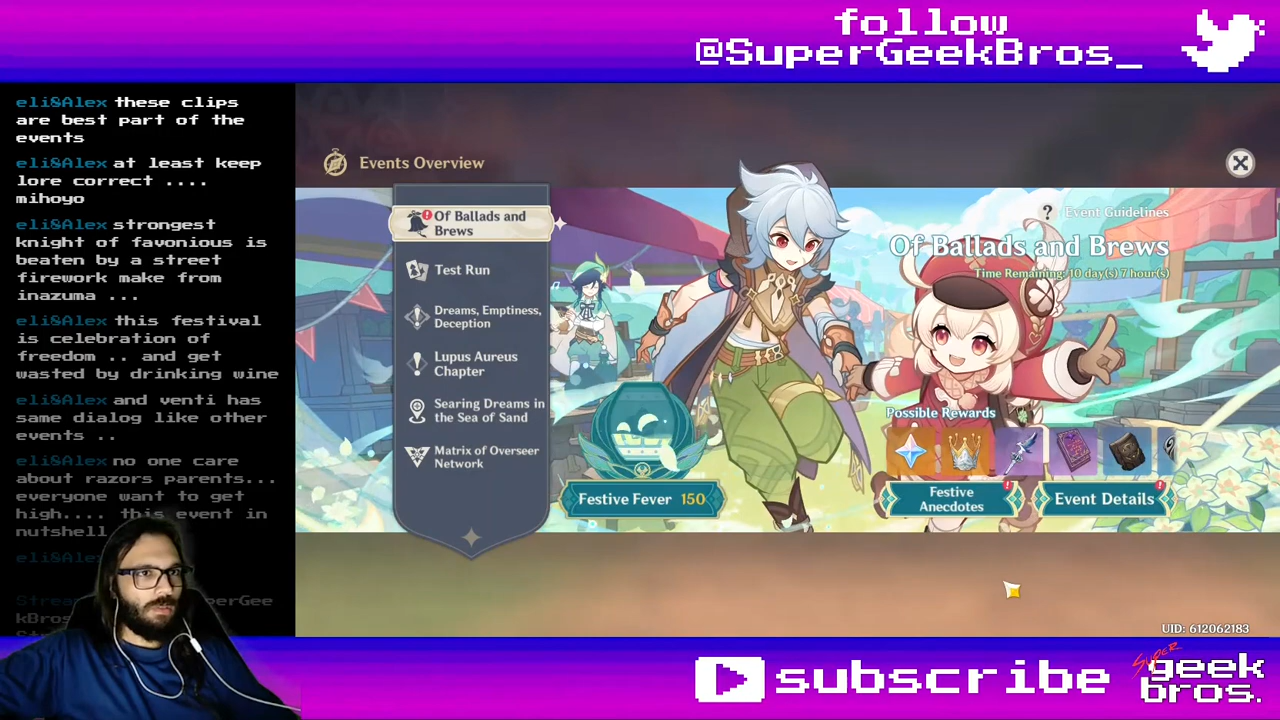 follow
@SuperGeekBros_
eli&Alex these clips
are best part of the
events
eli&Alex at least keep
lore correct ....
mihoyo
eli&Alex strongest
knight of favonious is
beaten by a street
firework make from
inazuma ...
eli&Alex this festival
is celebration of
freedom .. and get
wasted by drinking wine
eli&Alex and venti has
same dialog like other
events ..
eli&Alex no one care
about razors parents...
everyone want to get
high.... this event in
nutshell
Events Overview
Of Ballads and
Brews
Test Run
Dreams, Emptiness,
Deception
Lupus Aureus
Chapter
Searing Dreams in
the Sea of Sand
Matrix of Overseer
Network
? Event Guidelines
Of Ballads and Brews
Time Remaining: 10 day(s) 7 hour(s)
Possible Rewards
Festive Fever 150
Festive
Anecdotes
Event Details
UID: 612062183
subscribe
SUPER
geek
bros.